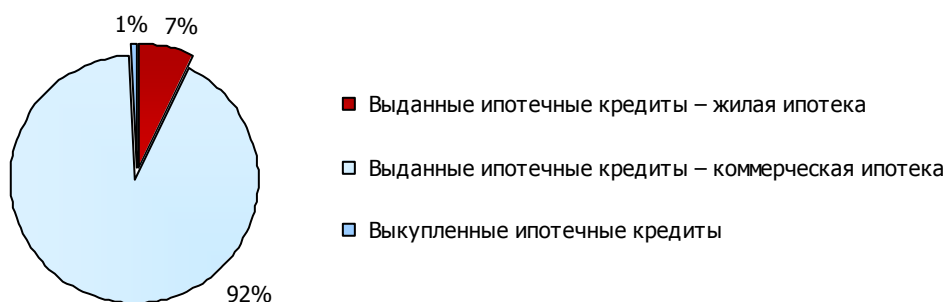 1% 7%
Выданные ипотечные кредиты – жилая ипотека
Выданные ипотечные кредиты – коммерческая ипотека
Выкупленные ипотечные кредиты
92%